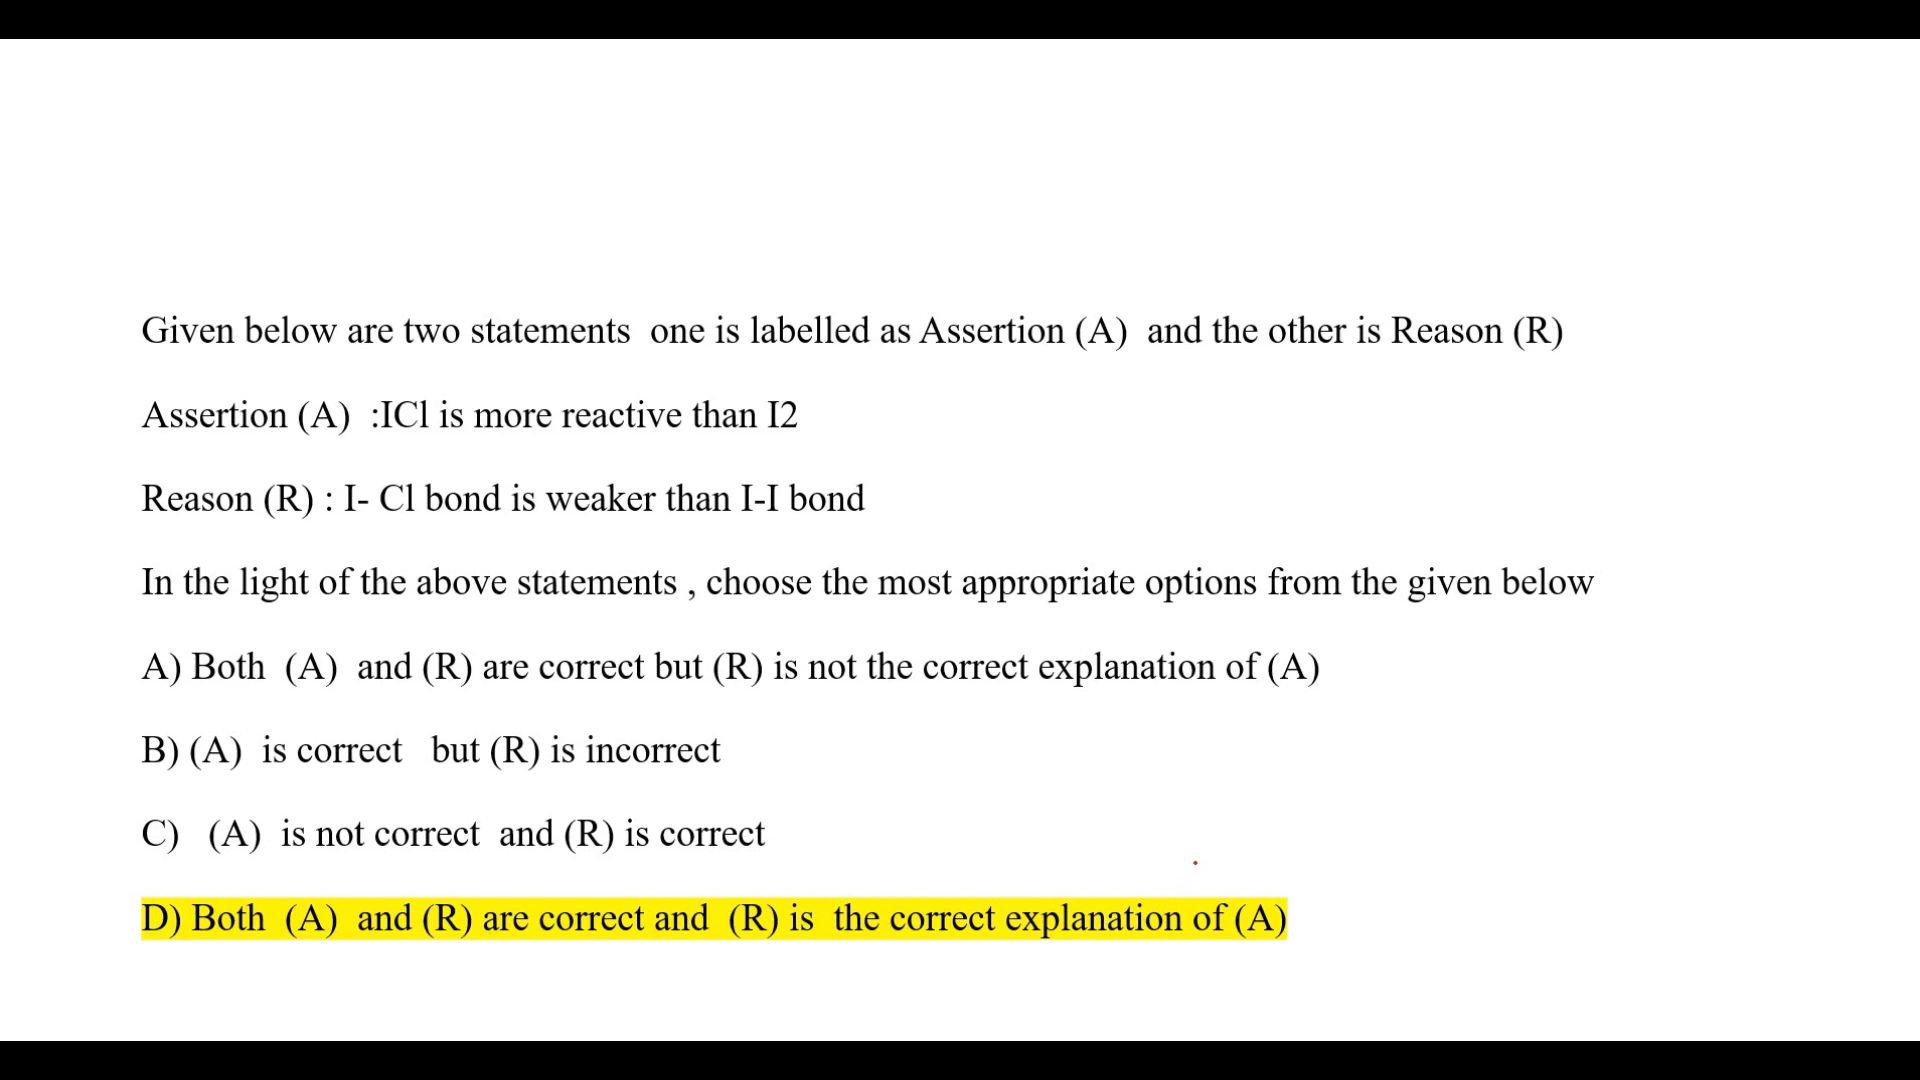 Given below are two statements one is labelled as Assertion (A) and the other is Reason (R)
Assertion (A) :ICl is more reactive than I2
Reason (R) : I- Cl bond is weaker than I-I bond
In the light of the above statements , choose the most appropriate options from the given below
A) Both (A) and (R) are correct but (R) is not the correct explanation of (A)
B) (A) is correct but (R) is incorrect
C) (A) is not correct and (R) is correct
D) Both (A) and (R) are correct and (R) is the correct explanation of (A)